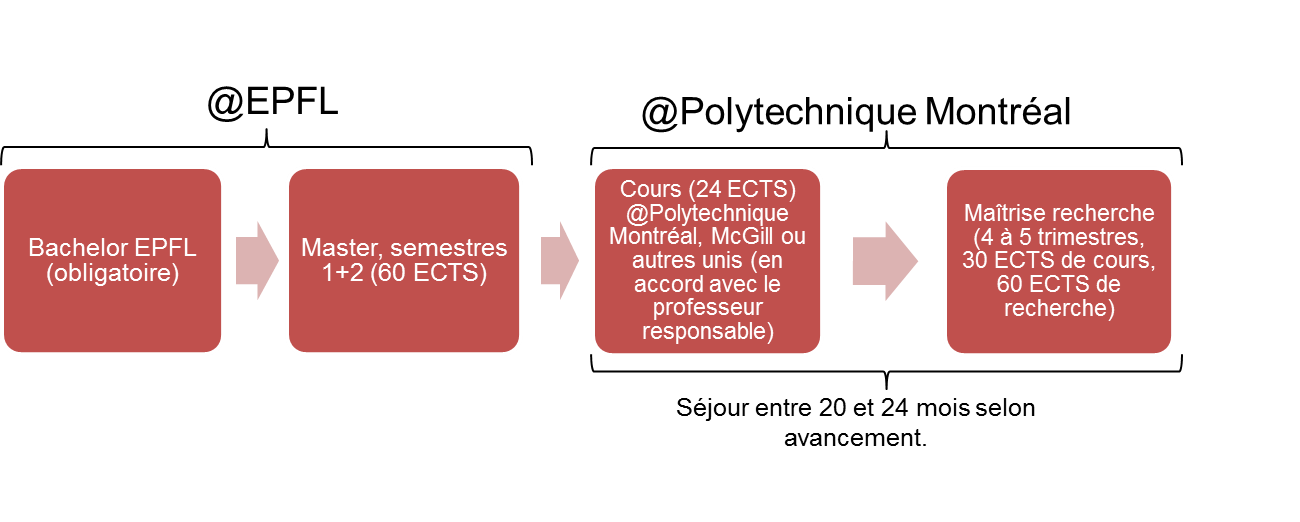 @EPFL
@Polytechnique Montréal
Bachelor EPFL
(obligatoire)
Master, semestres
1+2 (60 ECTS)
Cours (24 ECTS)
@Polytechnique
Montréal, McGill ou
autres unis (en
accord avec le
professeur
responsable)
Maîtrise recherche
(4 à 5 trimestres,
30 ECTS de cours,
60 ECTS de
recherche)
Séjour entre 20 et 24 mois selon
avancement.